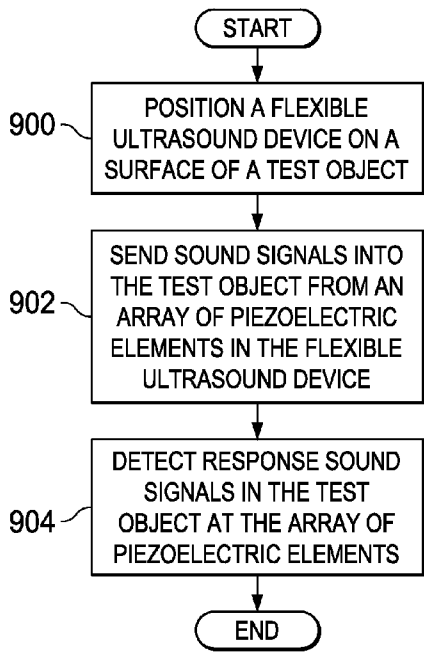 START
900
POSITION A FLEXIBLE
ULTRASOUND DEVICE ON A
SURFACE OF A TEST OBJECT
902
SEND SOUND SIGNALS INTO
THE TEST OBJECT FROM AN
ARRAY OF PIEZOELECTRIC
ELEMENTS IN THE FLEXIBLE
ULTRASOUND DEVICE
904
DETECT RESPONSE SOUND
SIGNALS IN THE TEST
OBJECT AT THE ARRAY OF
PIEZOELECTRIC ELEMENTS
END